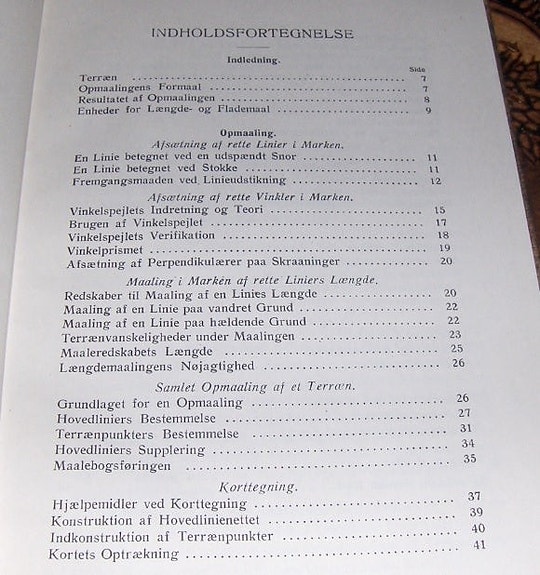 INDHOLDSFORTEGNELSE
Indledning.
Side
Terræn 7
Opmaalingens Formaal 7
Resultatet af Opmaalingen 8
Enheder for Længde- og Flademaal 9
Opmaaling.
Afsætning af rette Linier i Marken.
En Linie betegnet ved en udspændt Snor 11
En Linie betegnet ved Stokke 11
Fremgangsmaaden ved Linieudstikning 12
Afsætning af rette Vinkler i Marken.
Vinkelspejlets Indretning og Teori 15
Brugen af Vinkelspejlet 17
Vinkelspejlets Verifikation 18
Vinkelprismet 19
Afsætning af Perpendikulærer paa Skraaninger 20
Maaling i Marken af rette Liniers Længde.
Redskaber til Maaling af en Linies Længde 20
Maaling af en Linie paa vandret Grund 22
Maaling af en Linie paa hældende Grund 22
Terrænvanskeligheder under Maalingen 23
Maaleredskabets Længde 25
Længdemaalingens Nøjagtighed 26
Samlet Opmaaling af et Terræn.
Grundlaget for en Opmaaling 26
Hovedliniers Bestemmelse 27
Terrænpunkters Bestemmelse 31
Hovedliniers Supplering 34
Maalebogsføringen 35
Korttegning.
Hjælpemidler ved Korttegning 37
Konstruktion af Hovedlinienettet 39
Indkonstruktion af Terrænpunkter 40
Kortets Optrækning 41